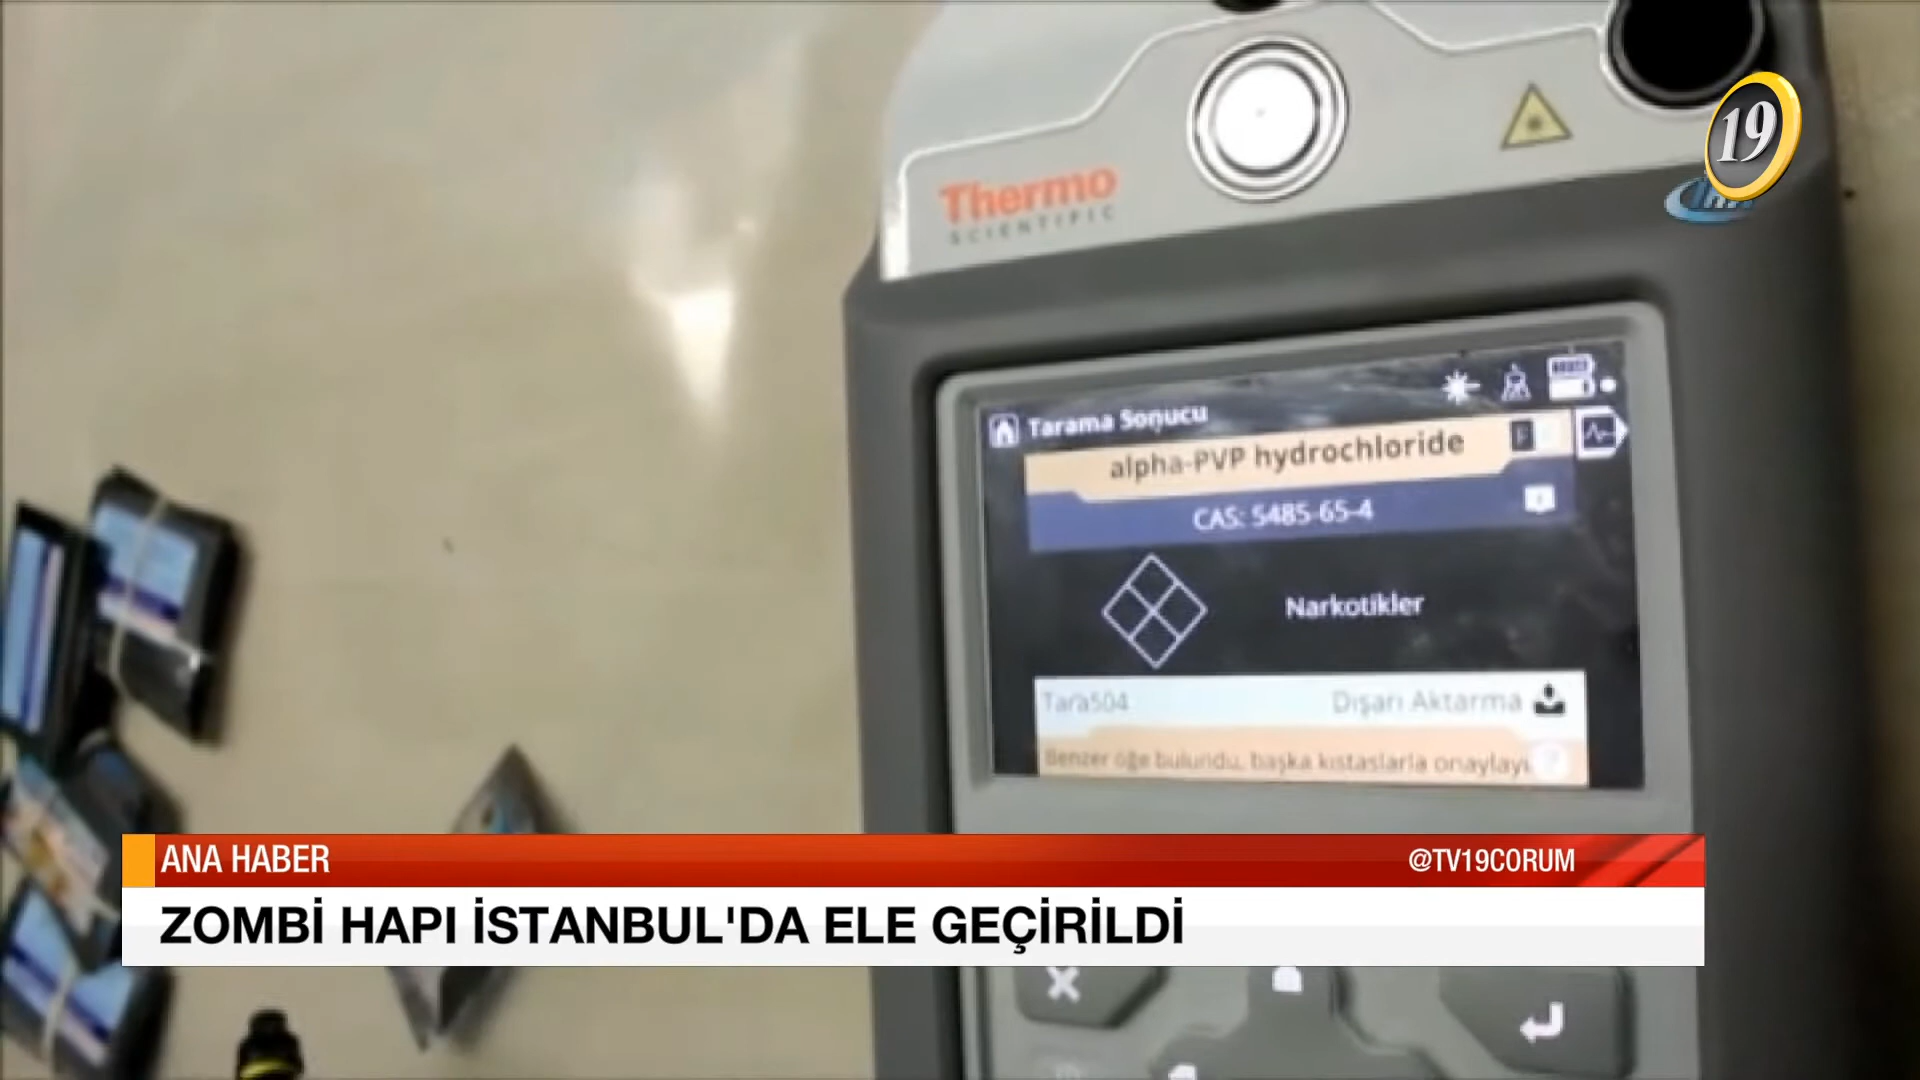 19
Thermo
SCIENTIFIC
Tarama Sonucu
alpha-PVP hydrochloride
CAS: 5485-65-4
Narkotikler
Tara504
Dışarı Aktarma
Benzer öğe bulundu, başka kıstaslarla onaylayı
ANA HABER
@TV19CORUM
ZOMBİ HAPI İSTANBUL'DA ELE GEÇİRİLDİ